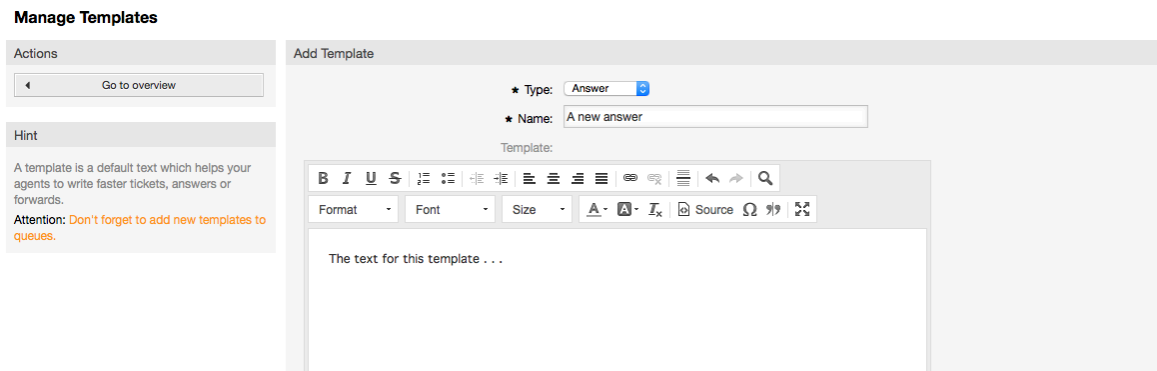 Manage Templates
Actions
Go to overview
Hint
A template is a default text which helps your
agents to write faster tickets, answers or
forwards.
Attention: Don't forget to add new templates to
queues.
Add Template
★ Type: Answer
★ Name: A new answer
Template:
B I U S
Format Font Size A A Ix Source Ω
The text for this template . . .